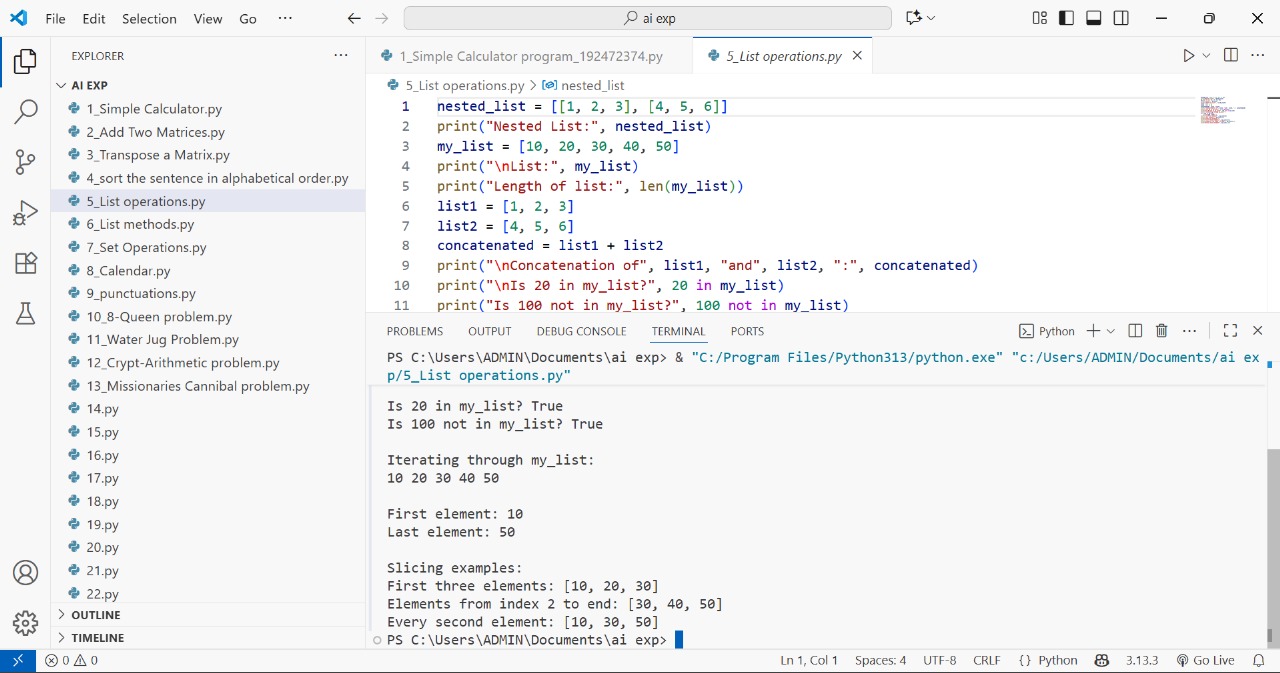 File Edit Selection View Go ··· ai exp
EXPLORER ···
AI EXP
1_Simple Calculator.py
2_Add Two Matrices.py
3_Transpose a Matrix.py
4_sort the sentence in alphabetical order.py
5_List operations.py
6_List methods.py
7_Set Operations.py
8_Calendar.py
9_punctuations.py
10_8-Queen problem.py
11_Water Jug Problem.py
12_Crypt-Arithmetic problem.py
13_Missionaries Cannibal problem.py
14.py
15.py
16.py
17.py
18.py
19.py
20.py
21.py
22.py
OUTLINE
TIMELINE
1_Simple Calculator program_192472374.py 5_List operations.py
5_List operations.py > nested_list
1 nested_list = [[1, 2, 3], [4, 5, 6]]
2 print("Nested List:", nested_list)
3 my_list = [10, 20, 30, 40, 50]
4 print("\nList:", my_list)
5 print("Length of list:", len(my_list))
6 list1 = [1, 2, 3]
7 list2 = [4, 5, 6]
8 concatenated = list1 + list2
9 print("\nConcatenation of", list1, "and", list2, ":", concatenated)
10 print("\nIs 20 in my_list?", 20 in my_list)
11 print("Is 100 not in my_list?", 100 not in my_list)
PROBLEMS OUTPUT DEBUG CONSOLE TERMINAL PORTS Python
PS C:\Users\ADMIN\Documents\ai exp> & "C:/Program Files/Python313/python.exe" "c:/Users/ADMIN/Documents/ai ex
p/5_List operations.py"
Is 20 in my_list? True
Is 100 not in my_list? True
Iterating through my_list:
10 20 30 40 50
First element: 10
Last element: 50
Slicing examples:
First three elements: [10, 20, 30]
Elements from index 2 to end: [30, 40, 50]
Every second element: [10, 30, 50]
PS C:\Users\ADMIN\Documents\ai exp>
0 0 Ln 1, Col 1 Spaces: 4 UTF-8 CRLF {} Python 3.13.3 Go Live